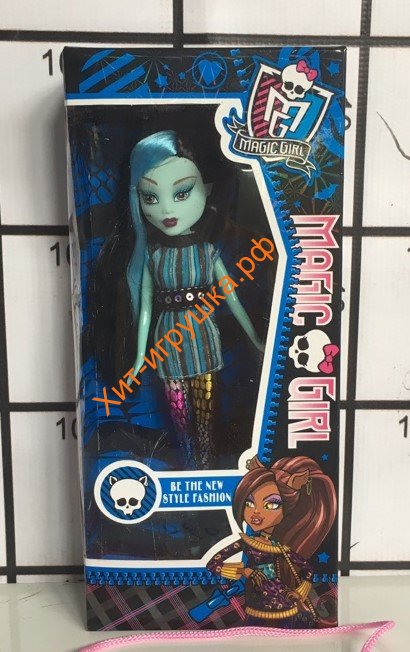 MAGIC GIRL
MAGIC GIRL
Хит-игрушка.рф
BE THE NEW
STYLE FASHION